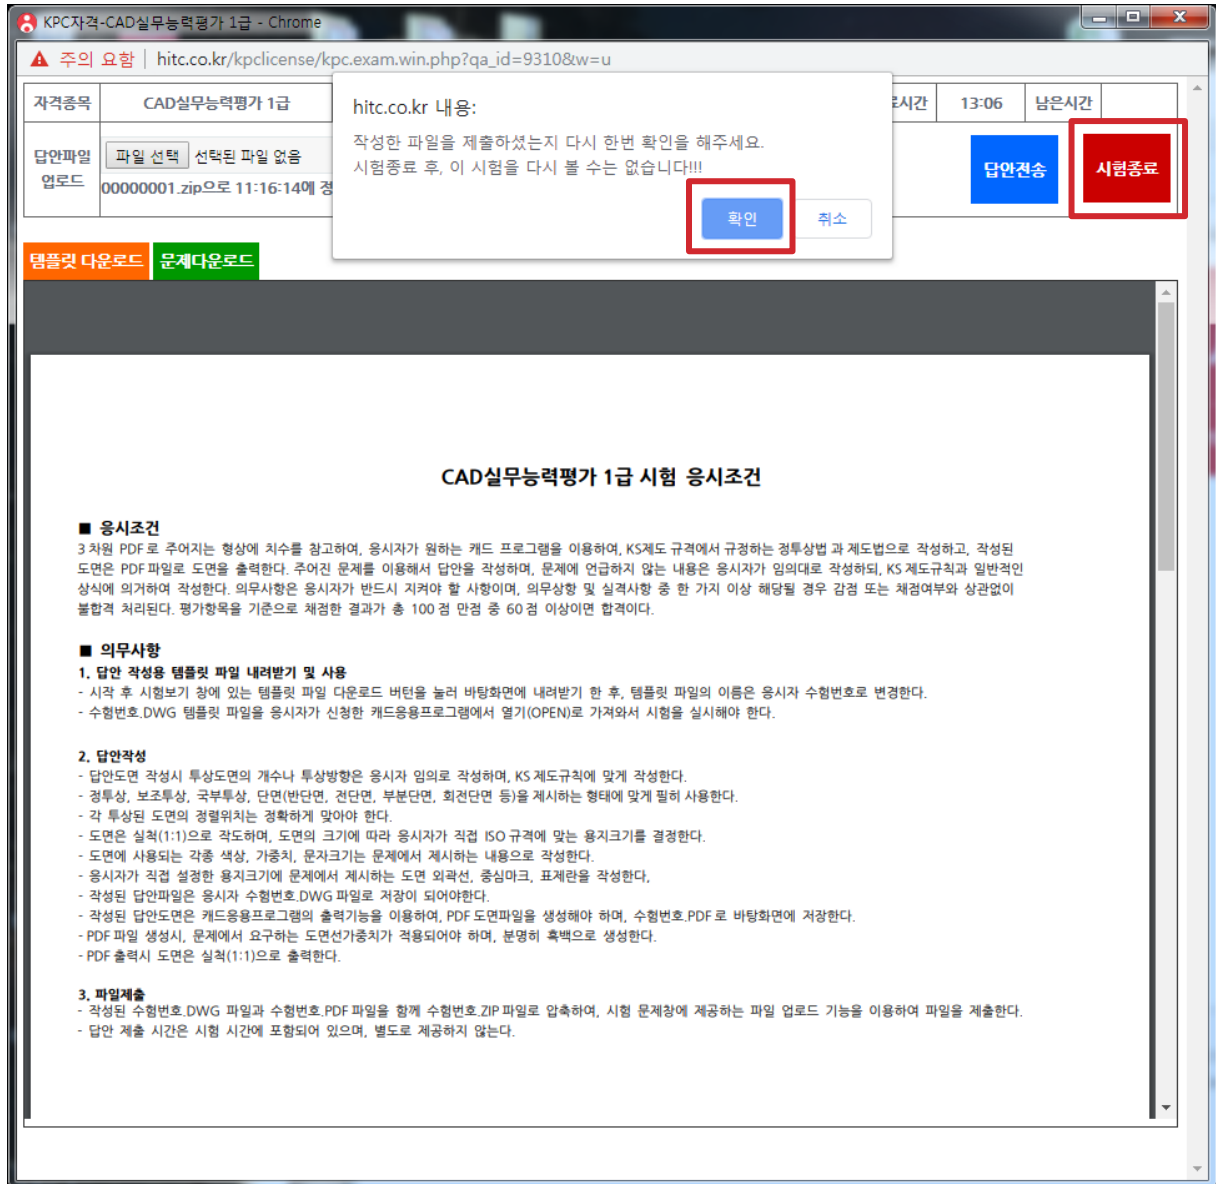 KPC자격-CAD실무능력평가 1급 - Chrome
주의 요함 | hitc.co.kr/kpclicense/kpc.exam.win.php?qa_id=9310&w=u
자격종목 CAD실무능력평가 1급 료시간 13:06 남은시간
hitc.co.kr 내용:
작성한 파일을 제출하셨는지 다시 한번 확인을 해주세요.
시험종료 후, 이 시험을 다시 볼 수는 없습니다!!!
확인 취소
답안파일 업로드
파일 선택 선택된 파일 없음
00000001.zip으로 11:16:14에 정
답안전송 시험종료
템플릿 다운로드 문제다운로드
CAD실무능력평가 1급 시험 응시조건
■ 응시조건
3차원 PDF로 주어지는 형상에 치수를 참고하여, 응시자가 원하는 캐드 프로그램을 이용하여, KS제도 규격에서 규정하는 정투상법 과 제도법으로 작성하고, 작성된
도면은 PDF 파일로 도면을 출력한다. 주어진 문제를 이용해서 답안을 작성하며, 문제에 언급하지 않는 내용은 응시자가 임의대로 작성하되, KS 제도규칙과 일반적인
상식에 의거하여 작성한다. 의무사항은 응시자가 반드시 지켜야 할 사항이며, 의무상항 및 실격사항 중 한 가지 이상 해당될 경우 감점 또는 채점여부와 상관없이
불합격 처리된다. 평가항목을 기준으로 채점한 결과가 총 100점 만점 중 60점 이상이면 합격이다.
■ 의무사항
1. 답안 작성용 템플릿 파일 내려받기 및 사용
- 시작 후 시험보기 창에 있는 템플릿 파일 다운로드 버턴을 눌러 바탕화면에 내려받기 한 후, 템플릿 파일의 이름은 응시자 수험번호로 변경한다.
- 수험번호.DWG 템플릿 파일을 응시자가 신청한 캐드응용프로그램에서 열기(OPEN)로 가져와서 시험을 실시해야 한다.
2. 답안작성
- 답안도면 작성시 투상도면의 개수나 투상방향은 응시자 임의로 작성하며, KS 제도규칙에 맞게 작성한다.
- 정투상, 보조투상, 국부투상, 단면(반단면, 전단면, 부분단면, 회전단면 등)을 제시하는 형태에 맞게 필히 사용한다.
- 각 투상된 도면의 정렬위치는 정확하게 맞아야 한다.
- 도면은 실척(1:1)으로 작도하며, 도면의 크기에 따라 응시자가 직접 ISO 규격에 맞는 용지크기를 결정한다.
- 도면에 사용되는 각종 색상, 가중치, 문자크기는 문제에서 제시하는 내용으로 작성한다.
- 응시자가 직접 설정한 용지크기에 문제에서 제시하는 도면 외곽선, 중심마크, 표제란을 작성한다,
- 작성된 답안파일은 응시자 수험번호.DWG 파일로 저장이 되어야한다.
- 작성된 답안도면은 캐드응용프로그램의 출력기능을 이용하여, PDF 도면파일을 생성해야 하며, 수험번호.PDF로 바탕화면에 저장한다.
- PDF 파일 생성시, 문제에서 요구하는 도면선가중치가 적용되어야 하며, 분명히 흑백으로 생성한다.
- PDF 출력시 도면은 실척(1:1)으로 출력한다.
3. 파일제출
- 작성된 수험번호.DWG 파일과 수험번호.PDF 파일을 함께 수험번호.ZIP 파일로 압축하여, 시험 문제창에 제공하는 파일 업로드 기능을 이용하여 파일을 제출한다.
- 답안 제출 시간은 시험 시간에 포함되어 있으며, 별도로 제공하지 않는다.